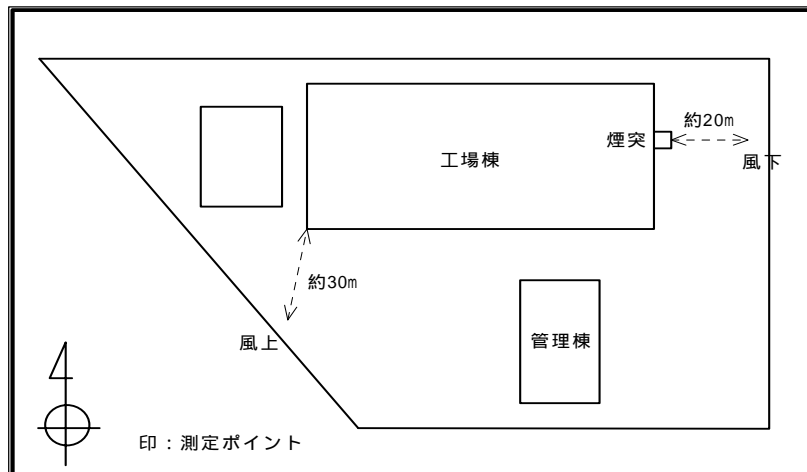 約20m
煙突
工場棟
風下
約30m
風上
管理棟
印：測定ポイント